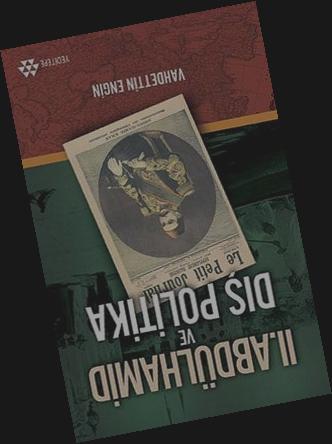 II.ABDÜLHAMİD
VE
DIŞ POLİTİKA
Le Petit Journal
VAHDETTİN ENGİN
YEDİTEPE